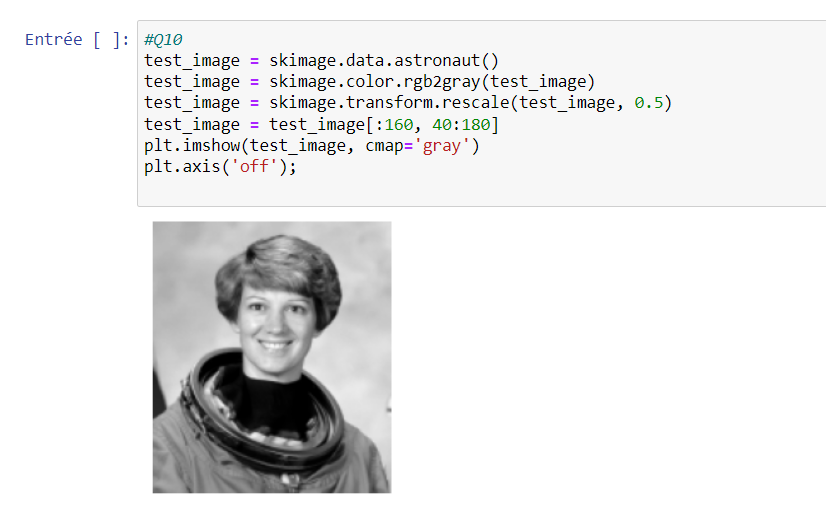 Entrée [ ]: #Q10
test_image = skimage.data.astronaut()
test_image = skimage.color.rgb2gray(test_image)
test_image = skimage.transform.rescale(test_image, 0.5)
test_image = test_image[:160, 40:180]
plt.imshow(test_image, cmap='gray')
plt.axis('off');